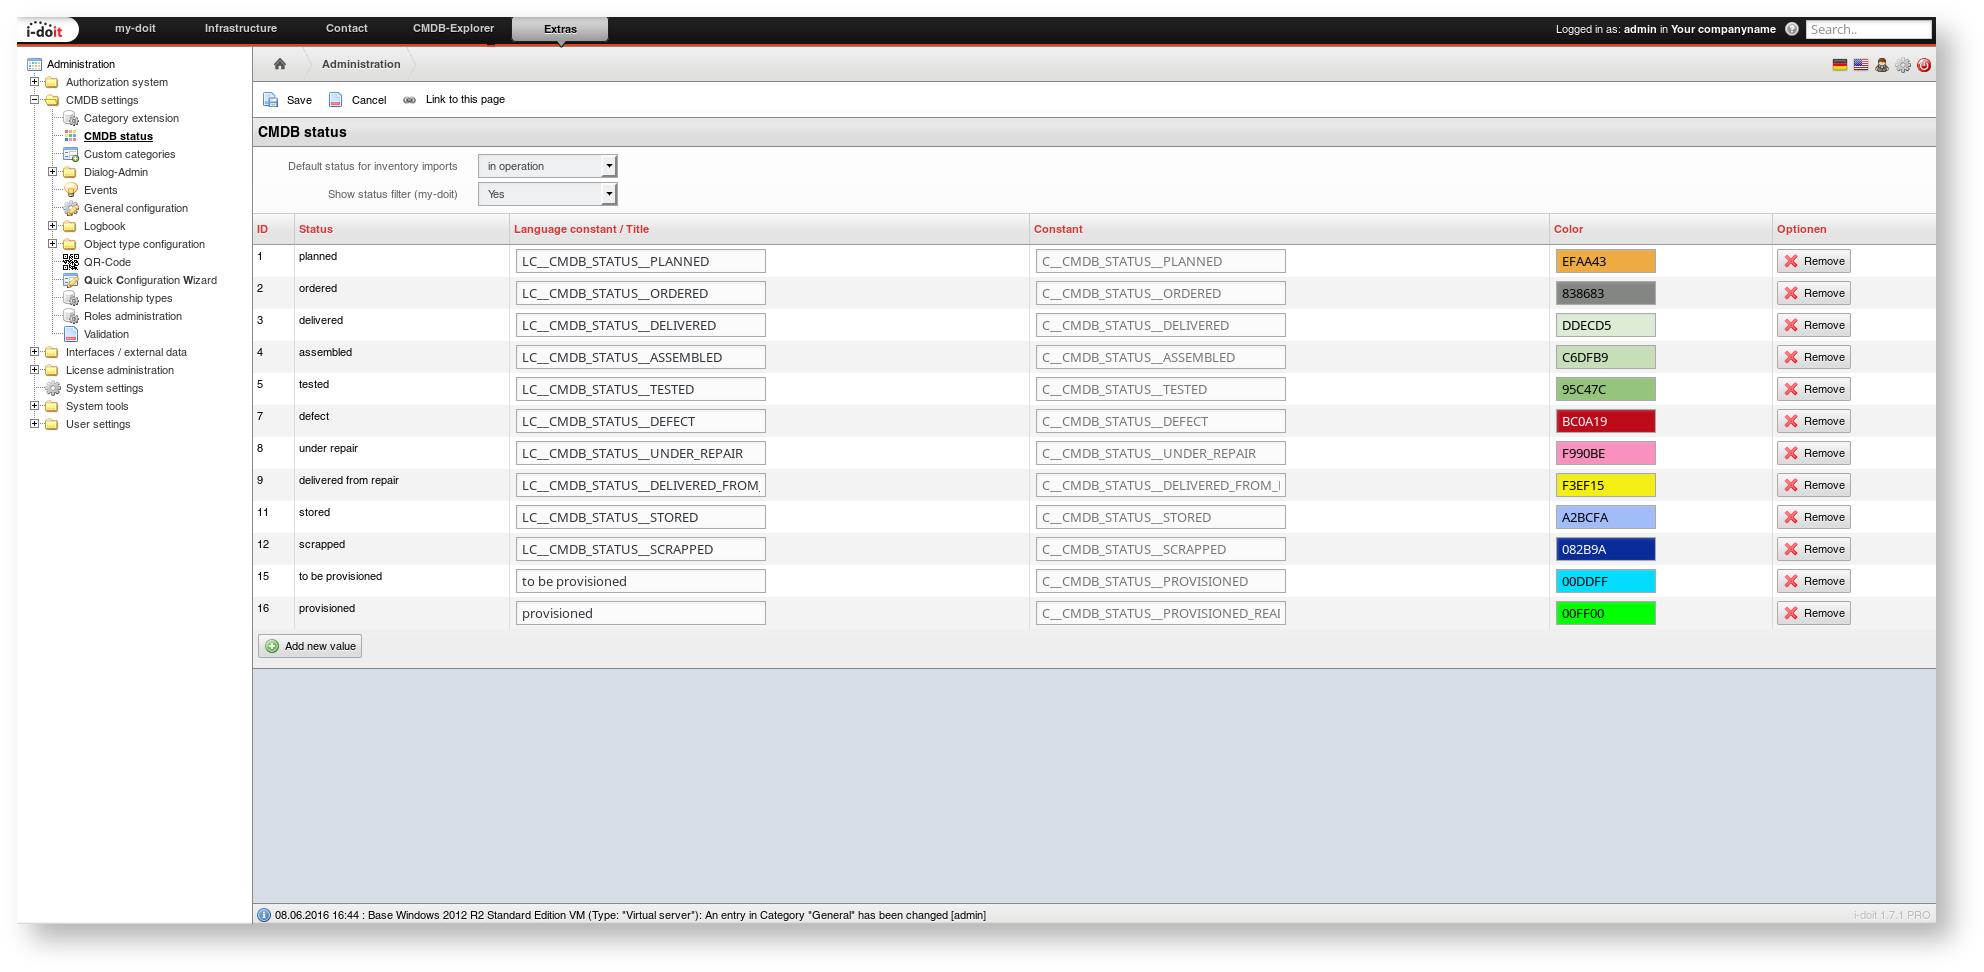 i-doit my-doit Infrastructure Contact CMDB-Explorer Extras Logged in as: admin in Your companyname Search..
Administration
Authorization system
CMDB settings
Category extension
CMDB status
Custom categories
Dialog-Admin
Events
General configuration
Logbook
Object type configuration
QR-Code
Quick Configuration Wizard
Relationship types
Roles administration
Validation
Interfaces / external data
License administration
System settings
System tools
User settings
Administration
Save Cancel Link to this page
CMDB status
Default status for inventory imports in operation
Show status filter (my-doit) Yes
ID Status Language constant / Title Constant Color Optionen
1 planned LC__CMDB_STATUS__PLANNED C__CMDB_STATUS__PLANNED EFAA43 Remove
2 ordered LC__CMDB_STATUS__ORDERED C__CMDB_STATUS__ORDERED 838683 Remove
3 delivered LC__CMDB_STATUS__DELIVERED C__CMDB_STATUS__DELIVERED DDECD5 Remove
4 assembled LC__CMDB_STATUS__ASSEMBLED C__CMDB_STATUS__ASSEMBLED C6DFB9 Remove
5 tested LC__CMDB_STATUS__TESTED C__CMDB_STATUS__TESTED 95C47C Remove
7 defect LC__CMDB_STATUS__DEFECT C__CMDB_STATUS__DEFECT BC0A19 Remove
8 under repair LC__CMDB_STATUS__UNDER_REPAIR C__CMDB_STATUS__UNDER_REPAIR F990BE Remove
9 delivered from repair LC__CMDB_STATUS__DELIVERED_FROM_ C__CMDB_STATUS__DELIVERED_FROM_ F3EF15 Remove
11 stored LC__CMDB_STATUS__STORED C__CMDB_STATUS__STORED A2BCFA Remove
12 scrapped LC__CMDB_STATUS__SCRAPPED C__CMDB_STATUS__SCRAPPED 082B9A Remove
15 to be provisioned to be provisioned C__CMDB_STATUS__PROVISIONED 00DDFF Remove
16 provisioned provisioned C__CMDB_STATUS__PROVISIONED_REA 00FF00 Remove
Add new value
08.06.2016 16:44 : Base Windows 2012 R2 Standard Edition VM (Type: "Virtual server"): An entry in Category "General" has been changed [admin] i-doit 1.7.1 PRO